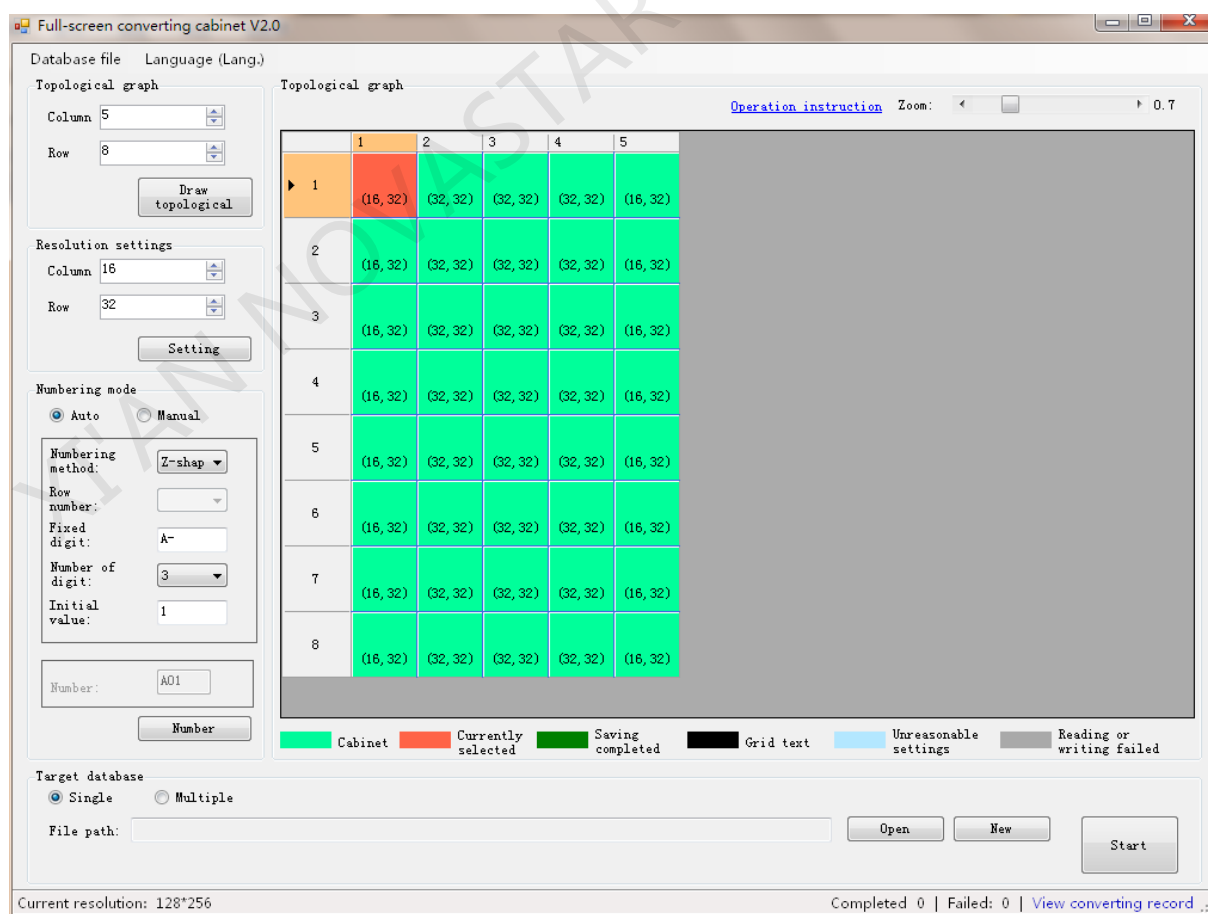 Full-screen converting cabinet V2.0
Database file Language (Lang.)
Topological graph
Column 5
Row 8
Draw
topological
Resolution settings
Column 16
Row 32
Setting
Numbering mode
Auto Manual
Numbering
method: Z-shap
Row
number:
Fixed
digit: A-
Number of
digit: 3
Initial
value: 1
Number: A01
Number
Topological graph
Operation instruction Zoom: 0.7
1 2 3 4 5
1 (16, 32) (32, 32) (32, 32) (32, 32) (16, 32)
2 (16, 32) (32, 32) (32, 32) (32, 32) (16, 32)
3 (16, 32) (32, 32) (32, 32) (32, 32) (16, 32)
4 (16, 32) (32, 32) (32, 32) (32, 32) (16, 32)
5 (16, 32) (32, 32) (32, 32) (32, 32) (16, 32)
6 (16, 32) (32, 32) (32, 32) (32, 32) (16, 32)
7 (16, 32) (32, 32) (32, 32) (32, 32) (16, 32)
8 (16, 32) (32, 32) (32, 32) (32, 32) (16, 32)
Cabinet
Currently
selected
Saving
completed
Grid text
Unreasonable
settings
Reading or
writing failed
Target database
Single Multiple
File path: Open New
Start
Current resolution: 128*256 Completed 0 | Failed: 0 | View converting record
XI'AN NOVASTAR